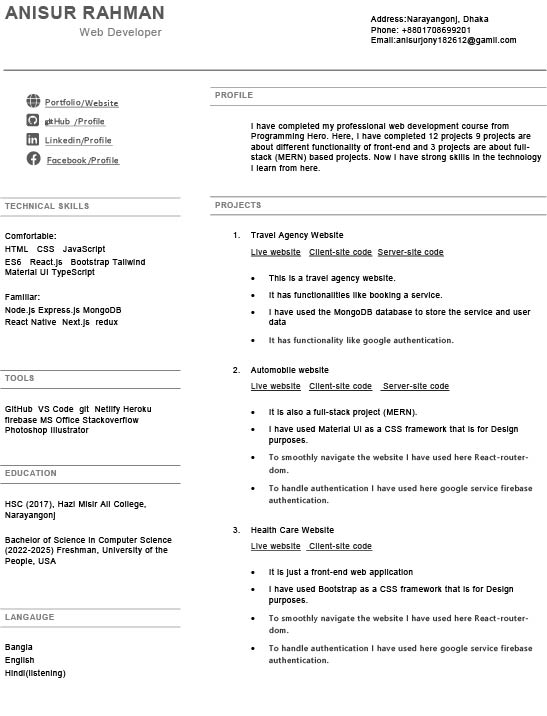 ANISUR RAHMAN
Web Developer
Address:Narayangonj, Dhaka
Phone: +8801708699201
Email:anisurjony182612@gamil.com
Portfolio/Website
gitHub /Profile
Linkedin/Profile
Facebook/Profile
TECHNICAL SKILLS
Comfortable:
HTML CSS JavaScript
ES6 React.js Bootstrap Tailwind
Material UI TypeScript
Familiar:
Node.js Express.js MongoDB
React Native Next.js redux
TOOLS
GitHub VS Code git Netlify Heroku
firebase MS Office Stackoverflow
Photoshop Illustrator
EDUCATION
HSC (2017), Hazi Misir Ali College,
Narayangonj
Bachelor of Science in Computer Science
(2022-2025) Freshman, University of the
People, USA
LANGAUGE
Bangla
English
Hindi(listening)
PROFILE
I have completed my professional web development course from
Programming Hero. Here, I have completed 12 projects 9 projects are
about different functionality of front-end and 3 projects are about full-
stack (MERN) based projects. Now I have strong skills in the technology
I learn from here.
PROJECTS
1. Travel Agency Website
Live website Client-site code Server-site code
• This is a travel agency website.
• It has functionalities like booking a service.
• I have used the MongoDB database to store the service and user
data
• It has functionality like google authentication.
2. Automobile website
Live website Client-site code Server-site code
• It is also a full-stack project (MERN).
• I have used Material UI as a CSS framework that is for Design
purposes.
• To smoothly navigate the website I have used here React-router-
dom.
• To handle authentication I have used here google service firebase
authentication.
3. Health Care Website
Live website Client-site code
• It is just a front-end web application
• I have used Bootstrap as a CSS framework that is for Design
purposes.
• To smoothly navigate the website I have used here React-router-
dom.
• To handle authentication I have used here google service firebase
authentication.